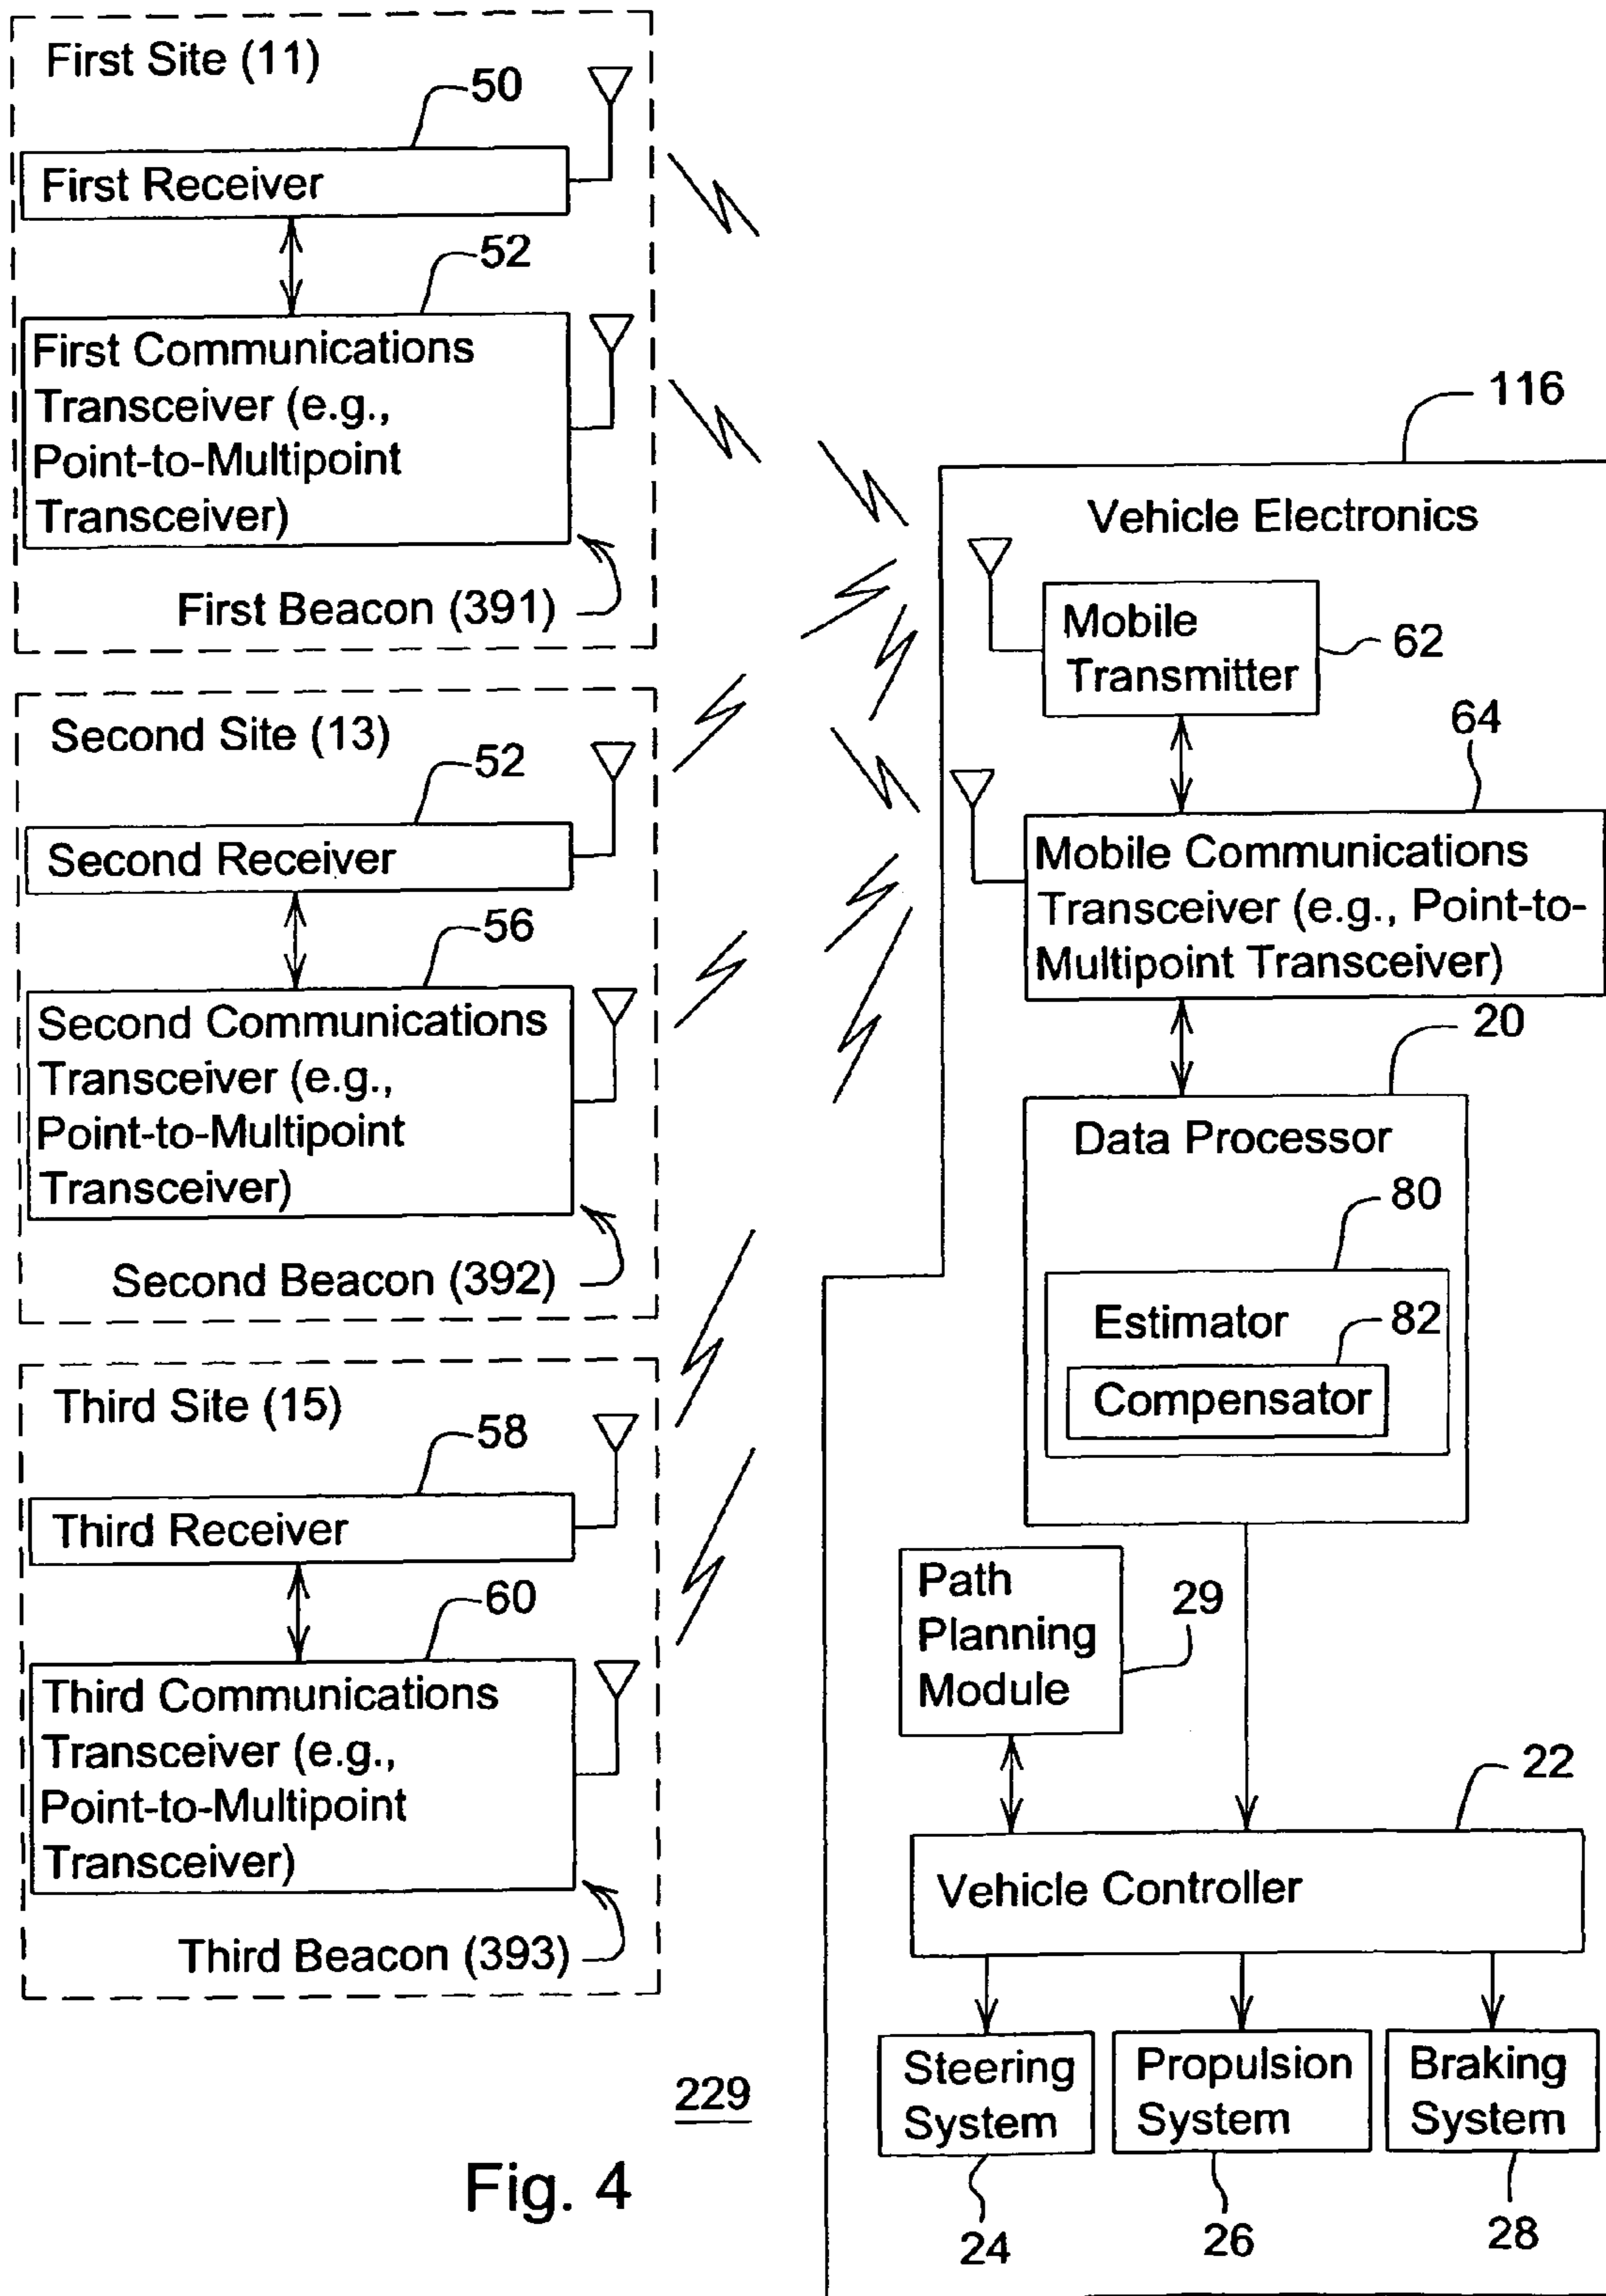 First Site (11)
50
First Receiver
52
First Communications
Transceiver (e.g.,
Point-to-Multipoint
Transceiver)
First Beacon (391)
Second Site (13)
52
Second Receiver
56
Second Communications
Transceiver (e.g.,
Point-to-Multipoint
Transceiver)
Second Beacon (392)
Third Site (15)
58
Third Receiver
60
Third Communications
Transceiver (e.g.,
Point-to-Multipoint
Transceiver)
Third Beacon (393)
116
Vehicle Electronics
Mobile
Transmitter
62
64
Mobile Communications
Transceiver (e.g., Point-to-
Multipoint Transceiver)
20
Data Processor
80
Estimator
82
Compensator
Path
Planning
Module
29
22
Vehicle Controller
Steering
System
Propulsion
System
Braking
System
24
26
28
229
Fig. 4